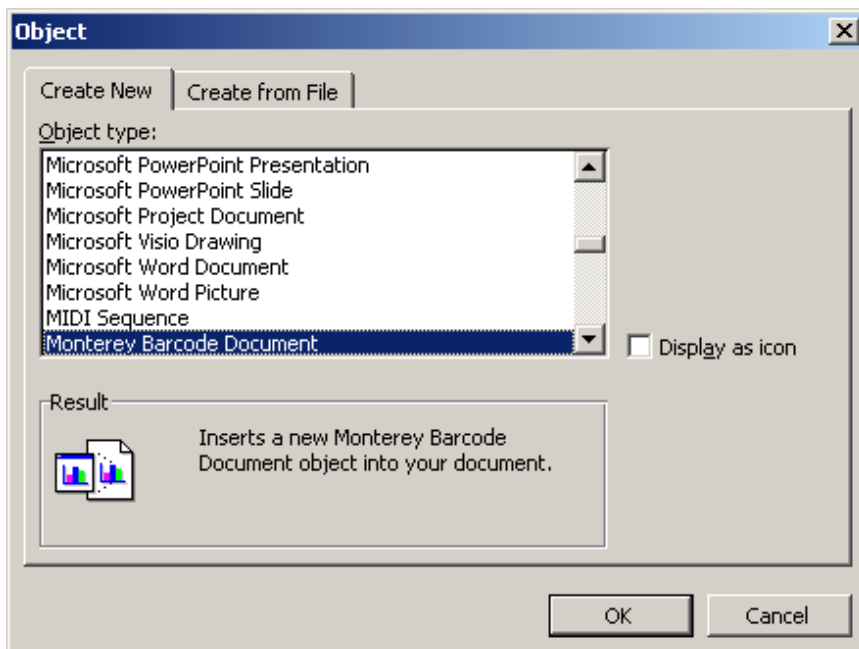 Object
Create New
Create from File
Object type:
Microsoft PowerPoint Presentation
Microsoft PowerPoint Slide
Microsoft Project Document
Microsoft Visio Drawing
Microsoft Word Document
Microsoft Word Picture
MIDI Sequence
Monterey Barcode Document
Display as icon
Result
Inserts a new Monterey Barcode
Document object into your document.
OK
Cancel